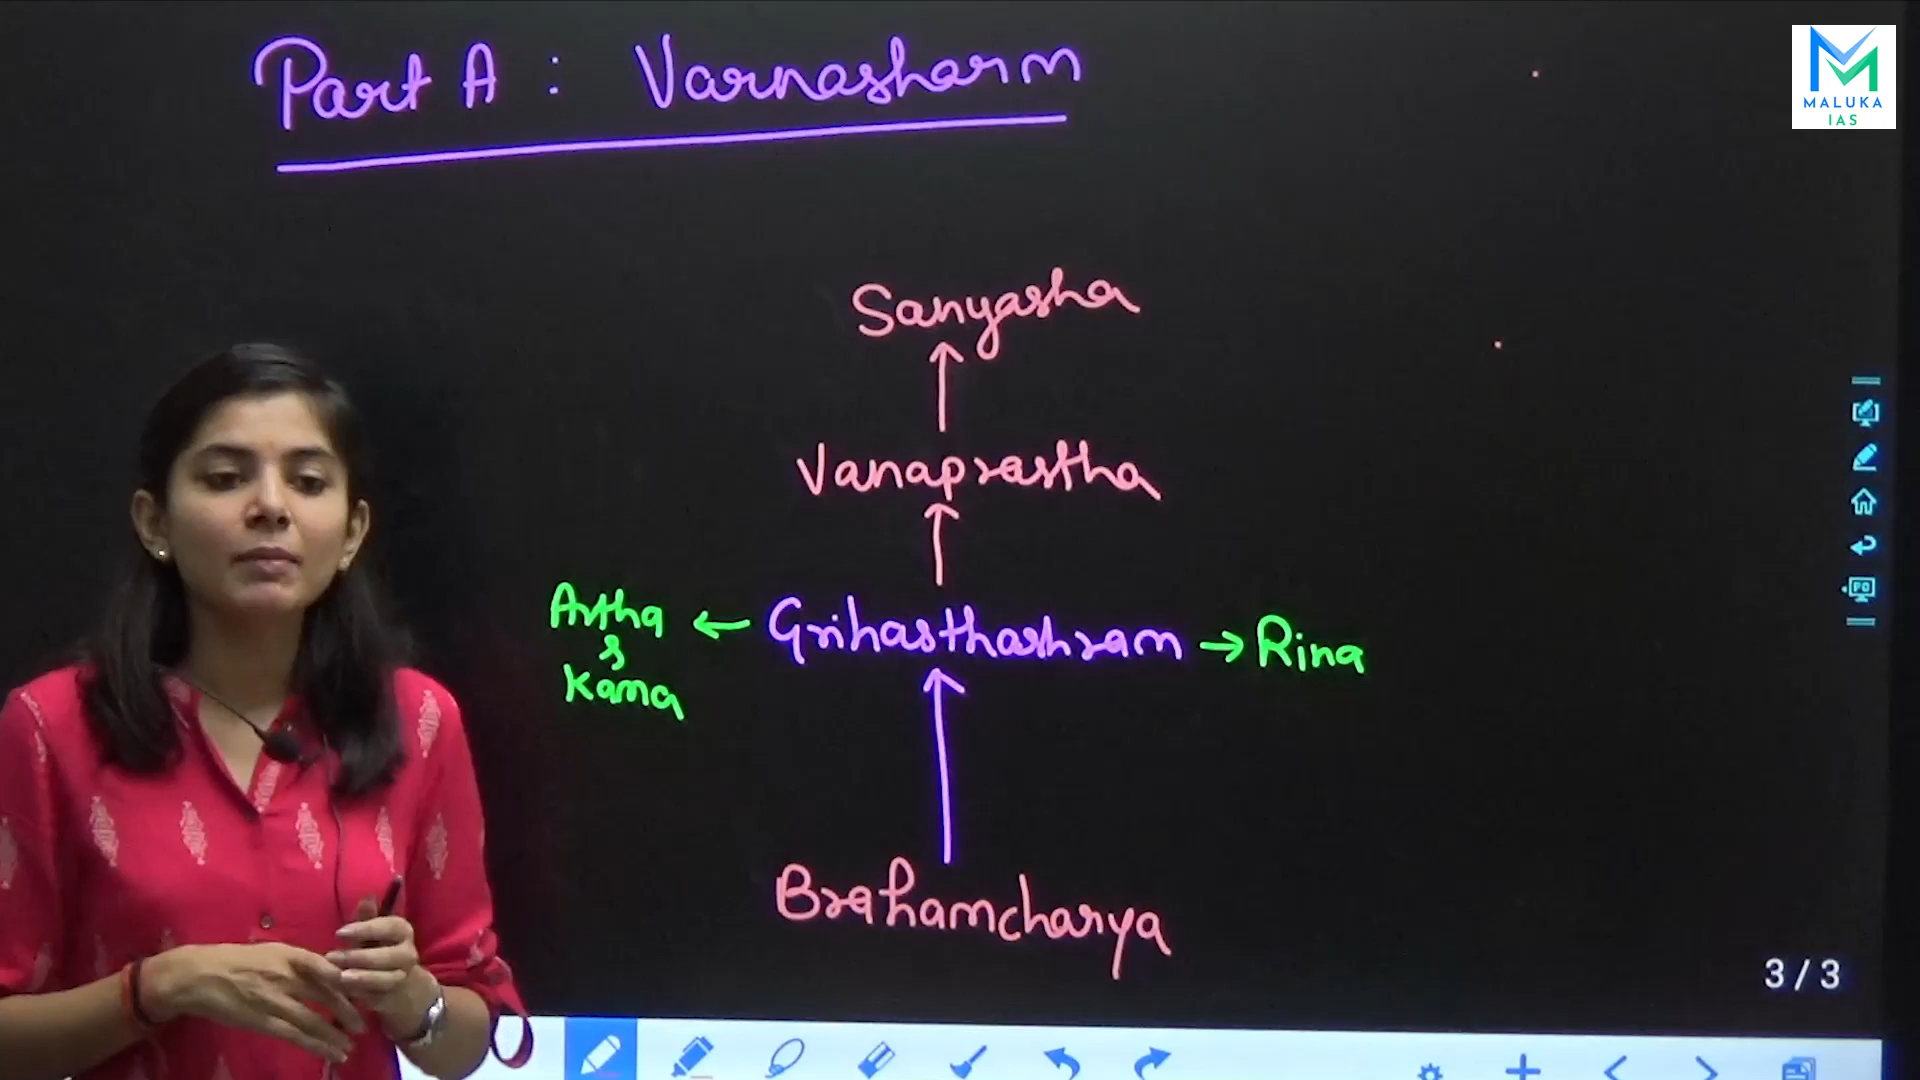 Part A : Varnasharm
MALUKA
IAS
Sanyasha
Vanaprastha
Artha ← Grihasthashram → Rina
&
Kama
Brahamcharya
3/3